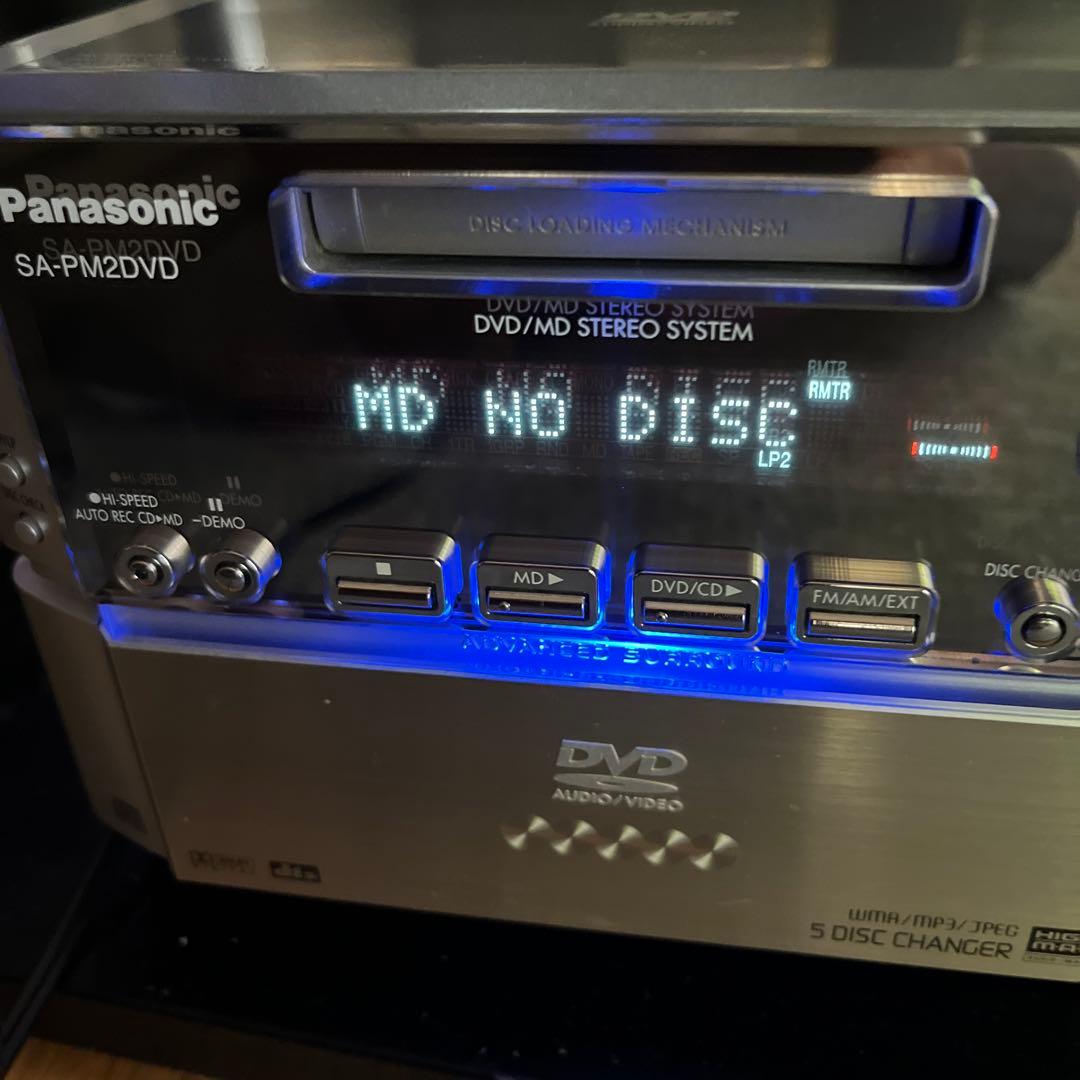 Panasonic
SA-PM2DVD
DISC LOADING MECHANISM
DVD/MD STEREO SYSTEM
RMTR
MD NO DISC
LP2
●HI-SPEED
AUTO REC CD▶MD
–DEMO
■
MD ▶
DVD/CD ▶
FM/AM/EXT
ADVANCED SURROUND
DVD
AUDIO/VIDEO
dts
WMA/MP3/JPEG
5 DISC CHANGER